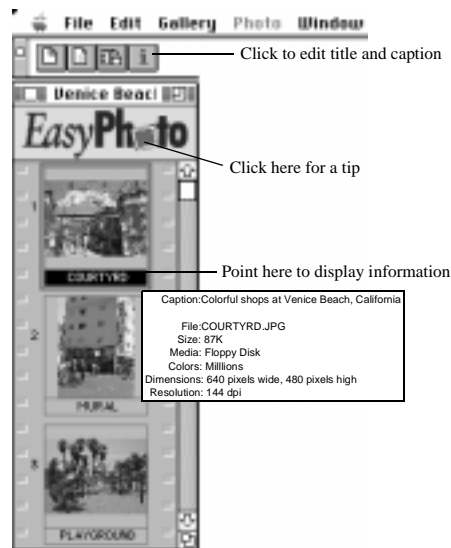 File Edit Gallery Photo Window
Click to edit title and caption
Venice Beach
EasyPhoto
Click here for a tip
1
COURTYRD
Point here to display information
Caption:Colorful shops at Venice Beach, California
File:COURTYRD.JPG
Size: 87K
Media: Floppy Disk
Colors: Milllions
Dimensions: 640 pixels wide, 480 pixels high
Resolution: 144 dpi
2
MURAL
3
PLAYGROUND